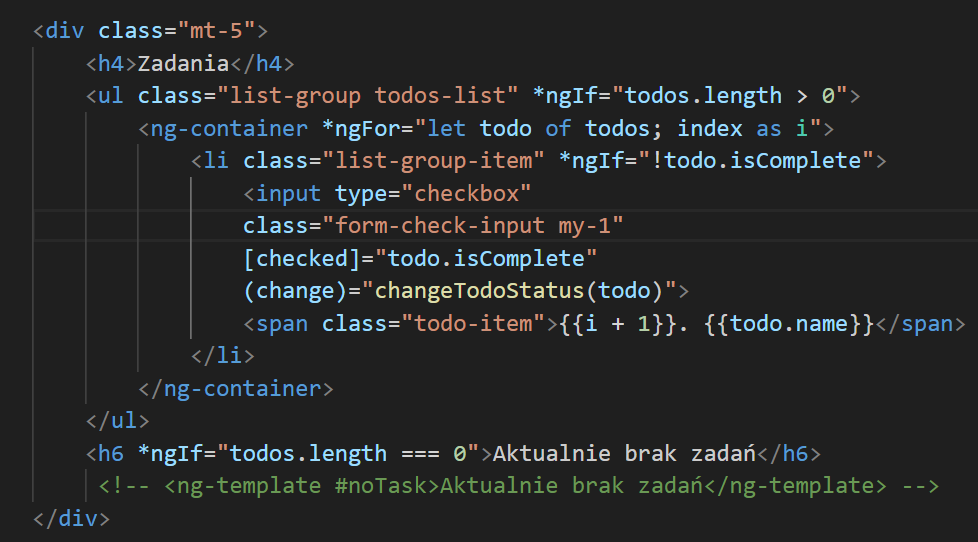 <div class="mt-5">
<h4>Zadania</h4>
<ul class="list-group todos-list" *ngIf="todos.length > 0">
<ng-container *ngFor="let todo of todos; index as i">
<li class="list-group-item" *ngIf="!todo.isComplete">
<input type="checkbox"
class="form-check-input my-1"
[checked]="todo.isComplete"
(change)="changeTodoStatus(todo)">
<span class="todo-item">{{i + 1}}. {{todo.name}}</span>
</li>
</ng-container>
</ul>
<h6 *ngIf="todos.length === 0">Aktualnie brak zadań</h6>
<!-- <ng-template #noTask>Aktualnie brak zadań</ng-template> -->
</div>